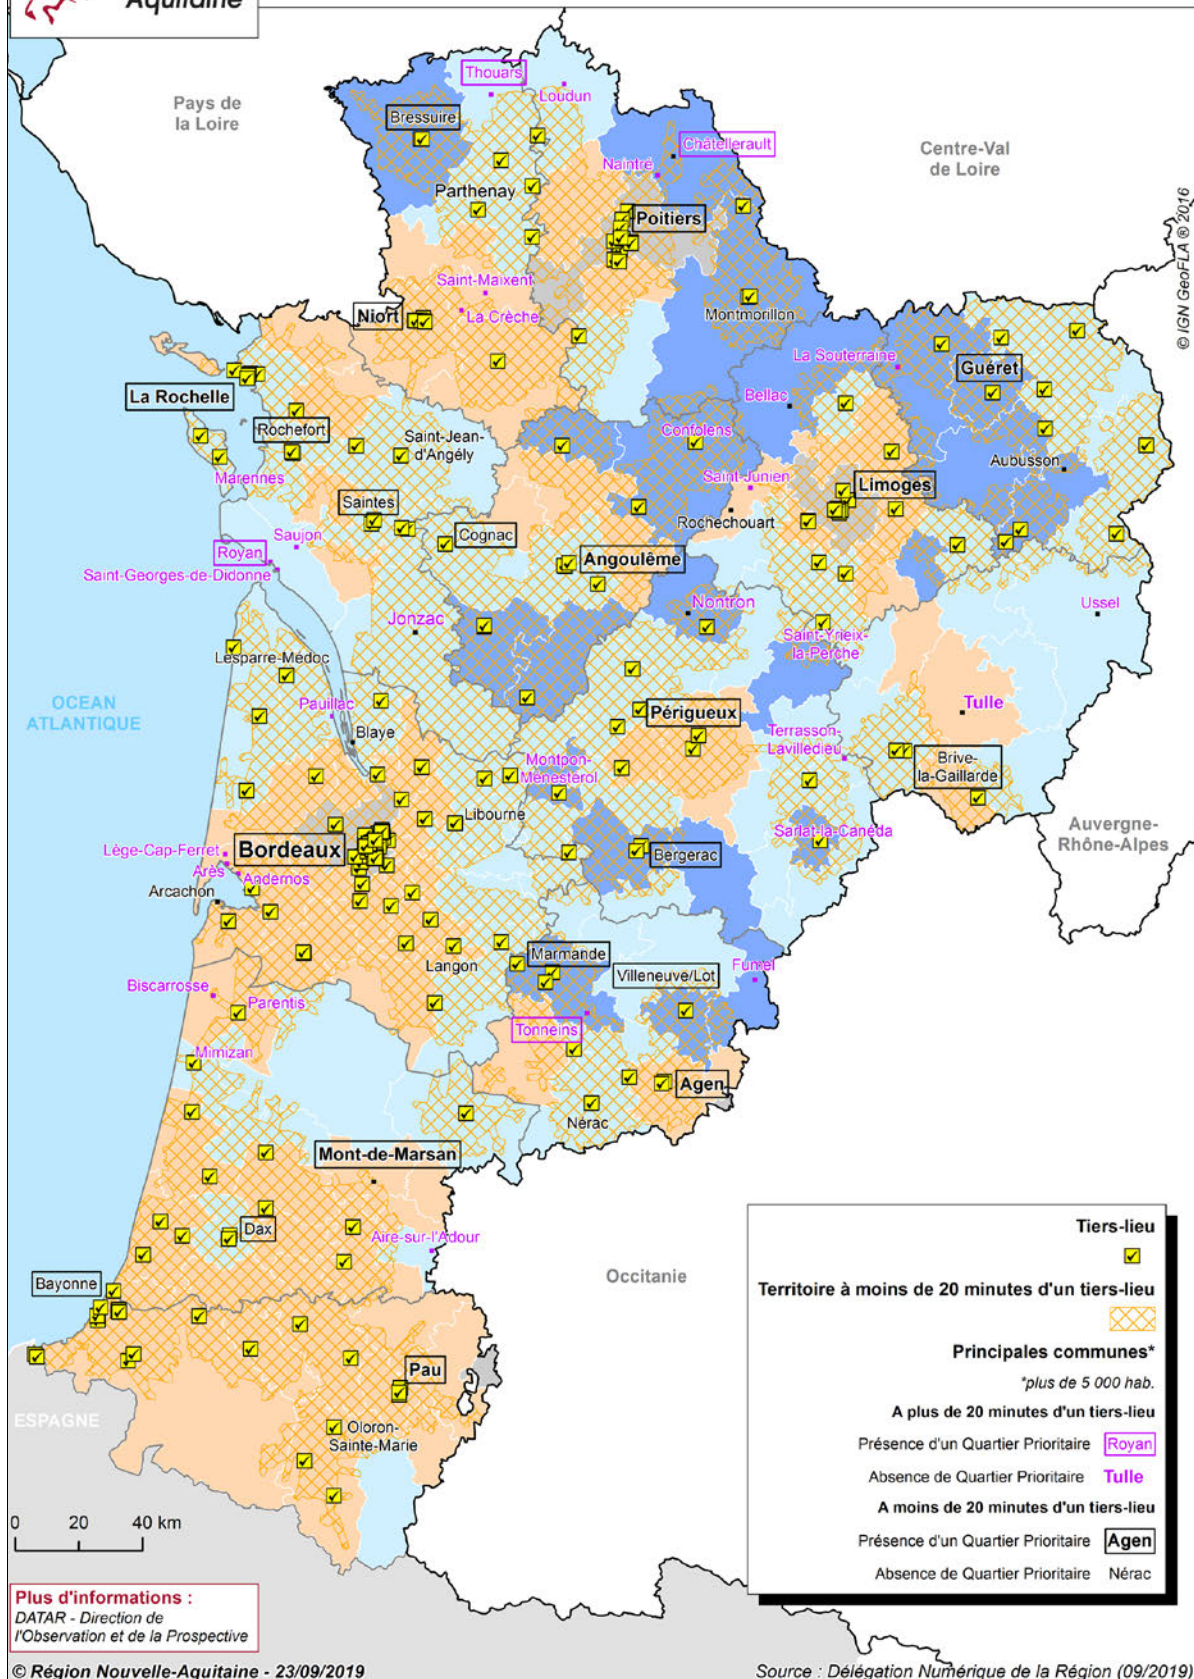 Aquitaine
Pays de
la Loire
Thouars
Loudun
Bressuire
Châtellerault
Centre-Val
de Loire
Naintré
Parthenay
Poitiers
© IGN GeoFLA ® 2016
Saint-Maixent
Niort
La Crèche
Montmorillon
La Souterraine
Guéret
La Rochelle
Bellac
Rochefort
Saint-Jean-
d'Angély
Confolens
Aubusson
Marennes
Saint-Junien
Limoges
Saintes
Rochechouart
Cognac
Saujon
Royan
Angoulême
Saint-Georges-de-Didonne
Jonzac
Nontron
Ussel
Saint-Yrieix-
la-Perche
Lesparre-Médoc
OCEAN
ATLANTIQUE
Pauillac
Périgueux
Tulle
Blaye
Terrasson-
Lavilledieu
Montpon-
Ménestérol
Brive-
la-Gaillarde
Libourne
Sarlat-la-Canéda
Auvergne-
Rhône-Alpes
Bordeaux
Lège-Cap-Ferret
Bergerac
Arès
Andernos
Arcachon
Langon
Marmande
Villeneuve/Lot
Fumel
Biscarrosse
Parentis
Tonneins
Mimizan
Agen
Nérac
Mont-de-Marsan
Dax
Aire-sur-l'Adour
Bayonne
Occitanie
Pau
ESPAGNE
Oloron-
Sainte-Marie
Tiers-lieu
Territoire à moins de 20 minutes d'un tiers-lieu
Principales communes*
*plus de 5 000 hab.
A plus de 20 minutes d'un tiers-lieu
Présence d'un Quartier Prioritaire Royan
Absence de Quartier Prioritaire Tulle
A moins de 20 minutes d'un tiers-lieu
Présence d'un Quartier Prioritaire Agen
Absence de Quartier Prioritaire Nérac
0 20 40 km
Plus d'informations :
DATAR - Direction de
l'Observation et de la Prospective
© Région Nouvelle-Aquitaine - 23/09/2019
Source : Délégation Numérique de la Région (09/2019)